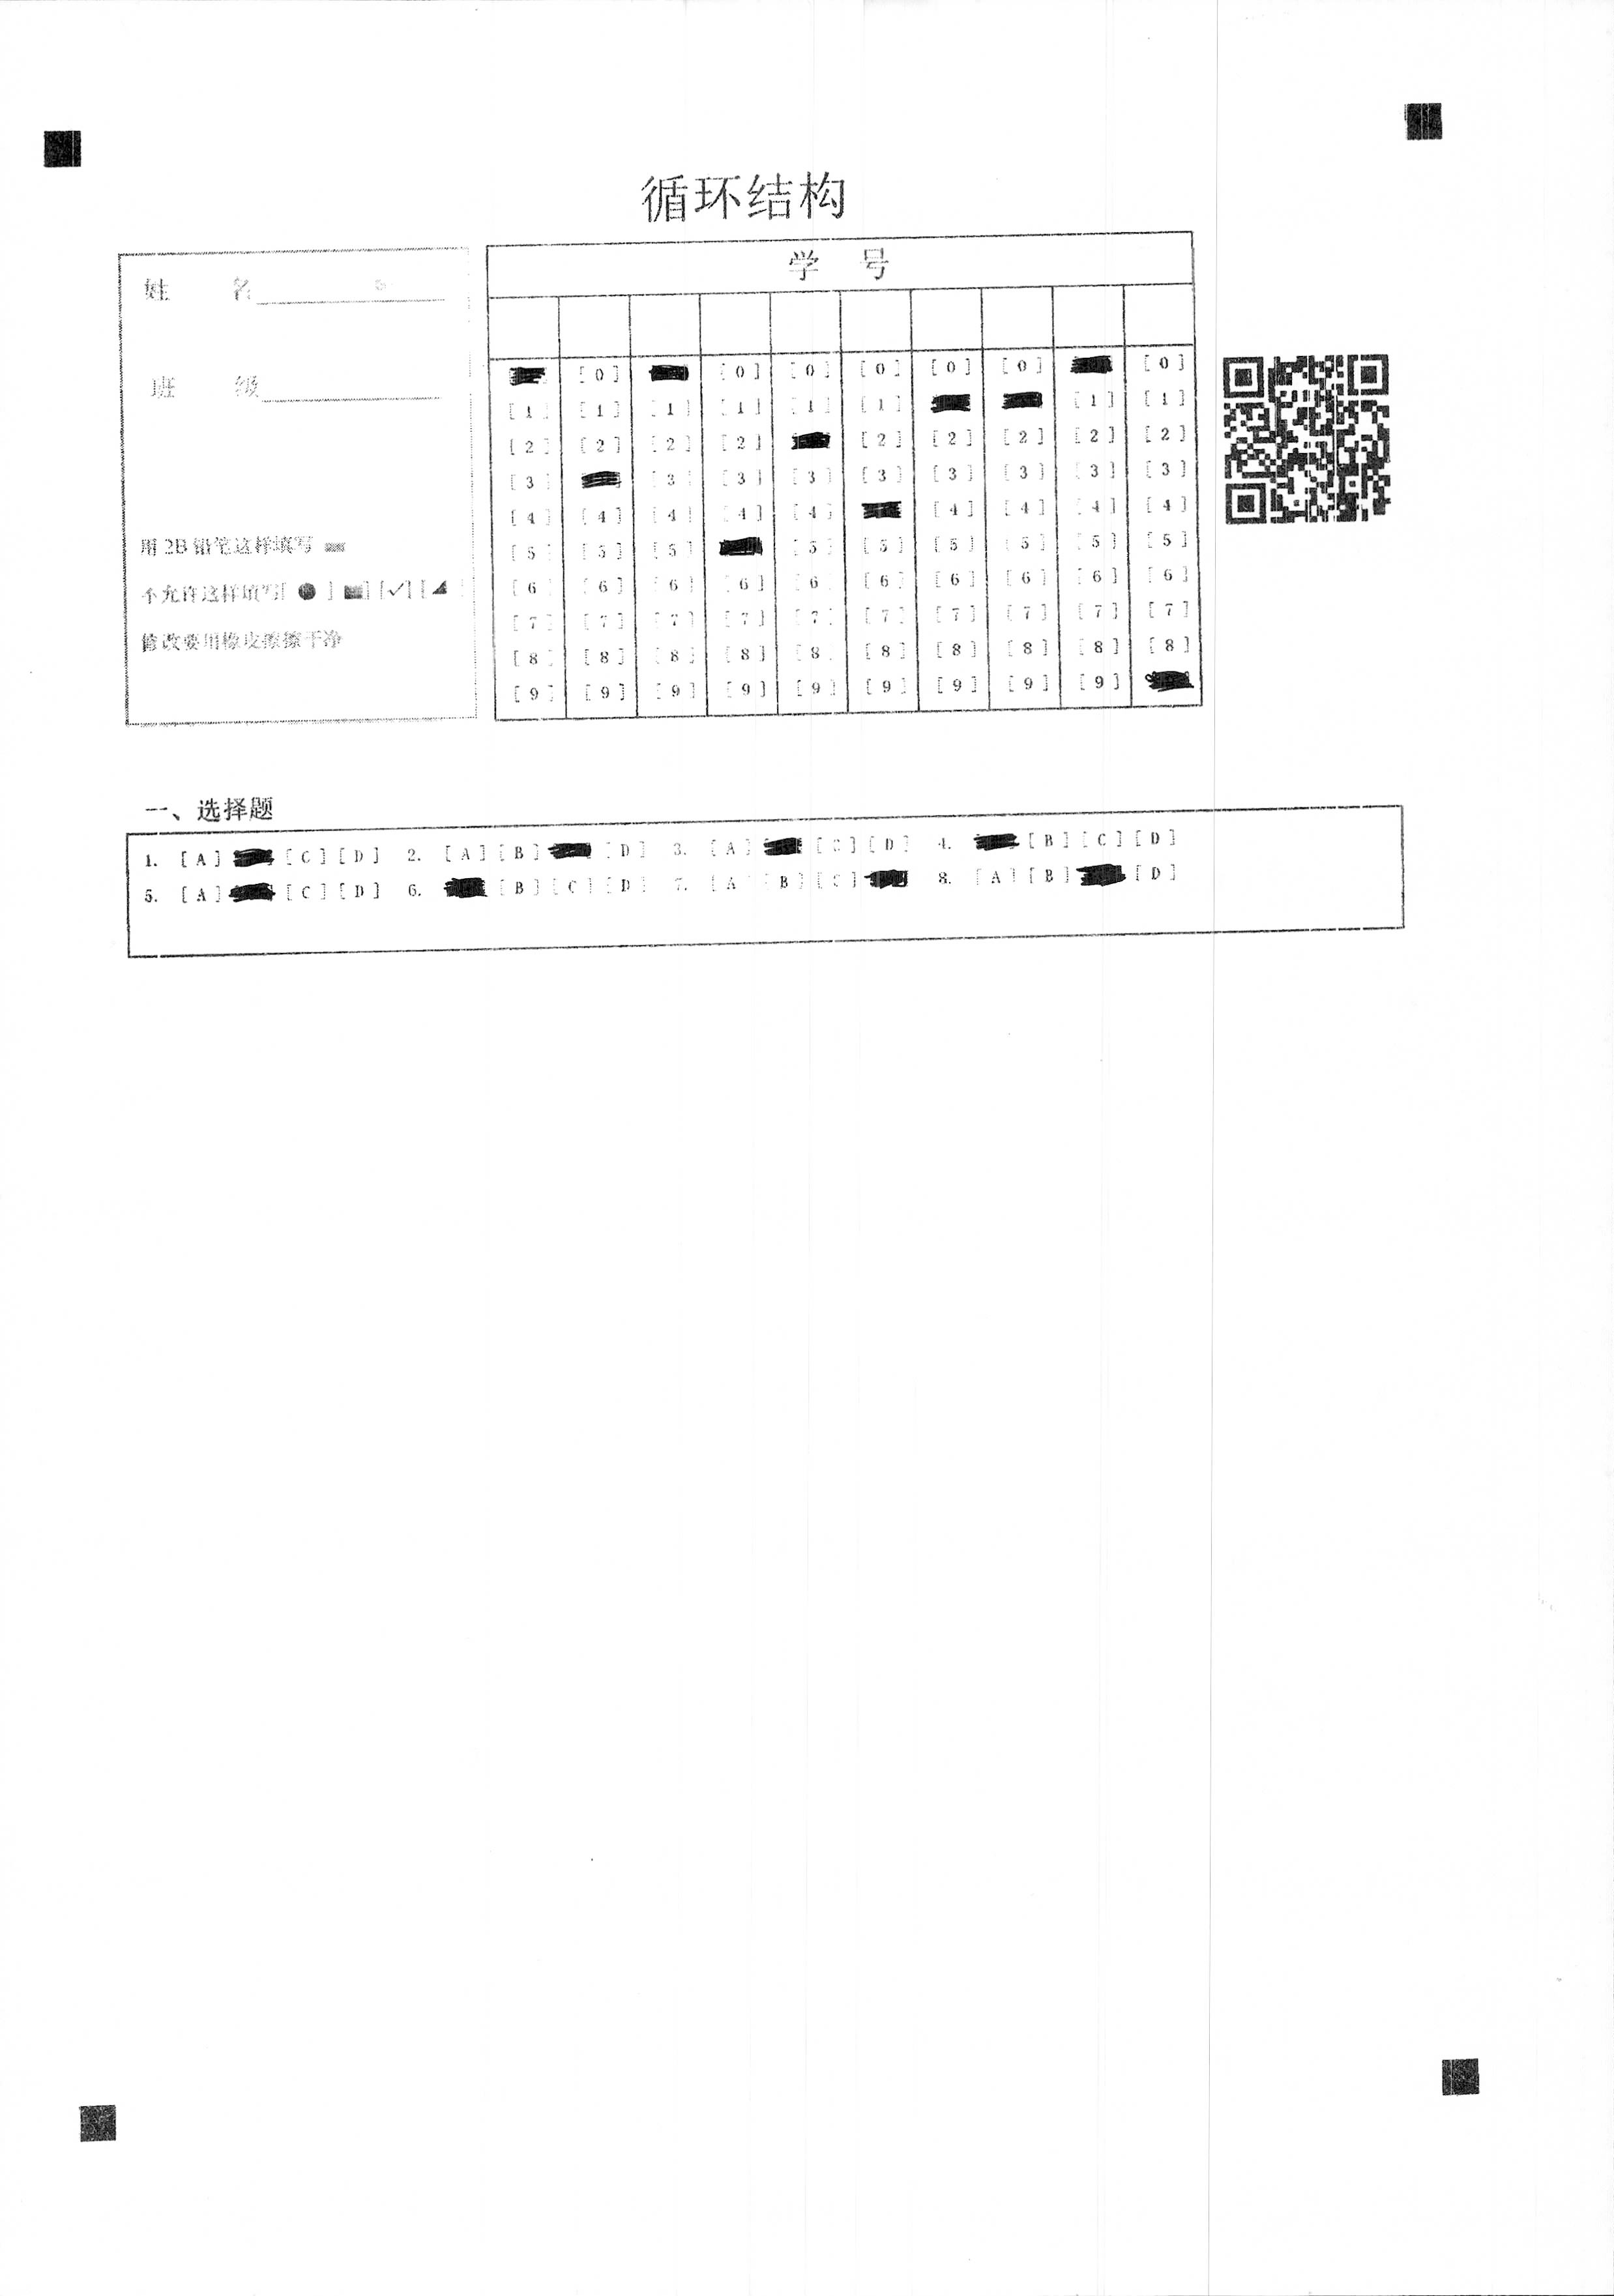 循环结构
姓 名
学 号
班 级
[0] [0] [0] [0] [0] [0] [0]
[1] [1] [1] [1] [1] [1] [1] [1]
[2] [2] [2] [2] [2] [2] [2] [2] [2]
[3] [3] [3] [3] [3] [3] [3] [3] [3]
[4] [4] [4] [4] [4] [4] [4] [4] [4]
[5] [5] [5] [5] [5] [5] [5] [5] [5]
[6] [6] [6] [6] [6] [6] [6] [6] [6] [6]
[7] [7] [7] [7] [7] [7] [7] [7] [7] [7]
[8] [8] [8] [8] [8] [8] [8] [8] [8] [8]
[9] [9] [9] [9] [9] [9] [9] [9] [9]
用 2B 铅笔这样填写
不允许这样填写[●] [✓] [
修改要用橡皮擦擦干净
一、选择题
1. [A] [C] [D] 2. [A] [B] [D] 3. [A] [C] [D] 4. [B] [C] [D]
5. [A] [C] [D] 6. [B] [C] [D] 7. [A] [B] [C] 8. [A] [B] [D]